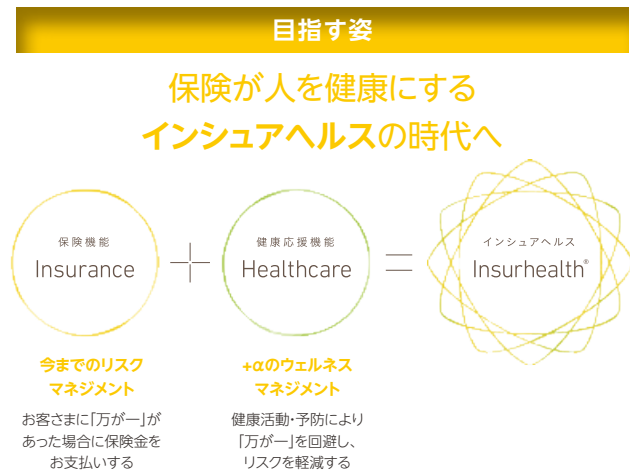 目指す姿
保険が人を健康にする
インシュアヘルスの時代へ
保険機能
Insurance
+
健康応援機能
Healthcare
=
インシュアヘルス
Insurhealth®
今までのリスク
マネジメント
お客さまに「万が一」が
あった場合に保険金を
お支払いする
+αのウェルネス
マネジメント
健康活動・予防により
「万が一」を回避し、
リスクを軽減する